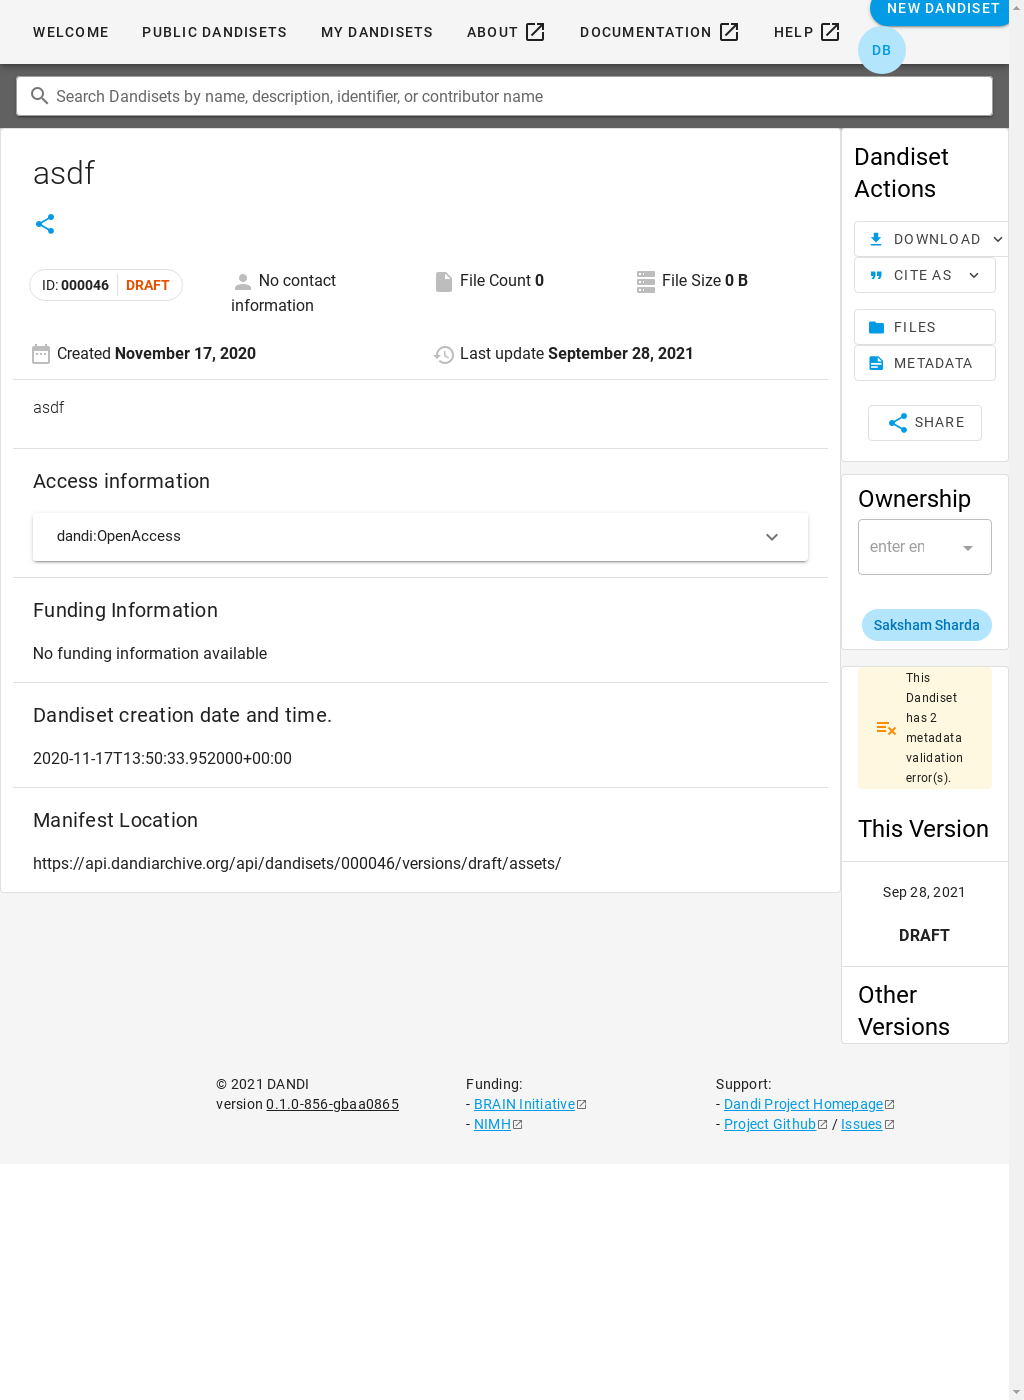 WELCOME
PUBLIC DANDISETS
MY DANDISETS
ABOUT
DOCUMENTATION
HELP
NEW DANDISET
DB
Search Dandisets by name, description, identifier, or contributor name
asdf
ID: 000046
DRAFT
No contact
information
File Count 0
File Size 0 B
Created November 17, 2020
Last update September 28, 2021
asdf
Access information
dandi:OpenAccess
Funding Information
No funding information available
Dandiset creation date and time.
2020-11-17T13:50:33.952000+00:00
Manifest Location
https://api.dandiarchive.org/api/dandisets/000046/versions/draft/assets/
Dandiset
Actions
DOWNLOAD
CITE AS
FILES
METADATA
SHARE
Ownership
enter en
Saksham Sharda
This
Dandiset
has 2
metadata
validation
error(s).
This Version
Sep 28, 2021
DRAFT
Other
Versions
© 2021 DANDI
version 0.1.0-856-gbaa0865
Funding:
- BRAIN Initiative
- NIMH
Support:
- Dandi Project Homepage
- Project Github / Issues